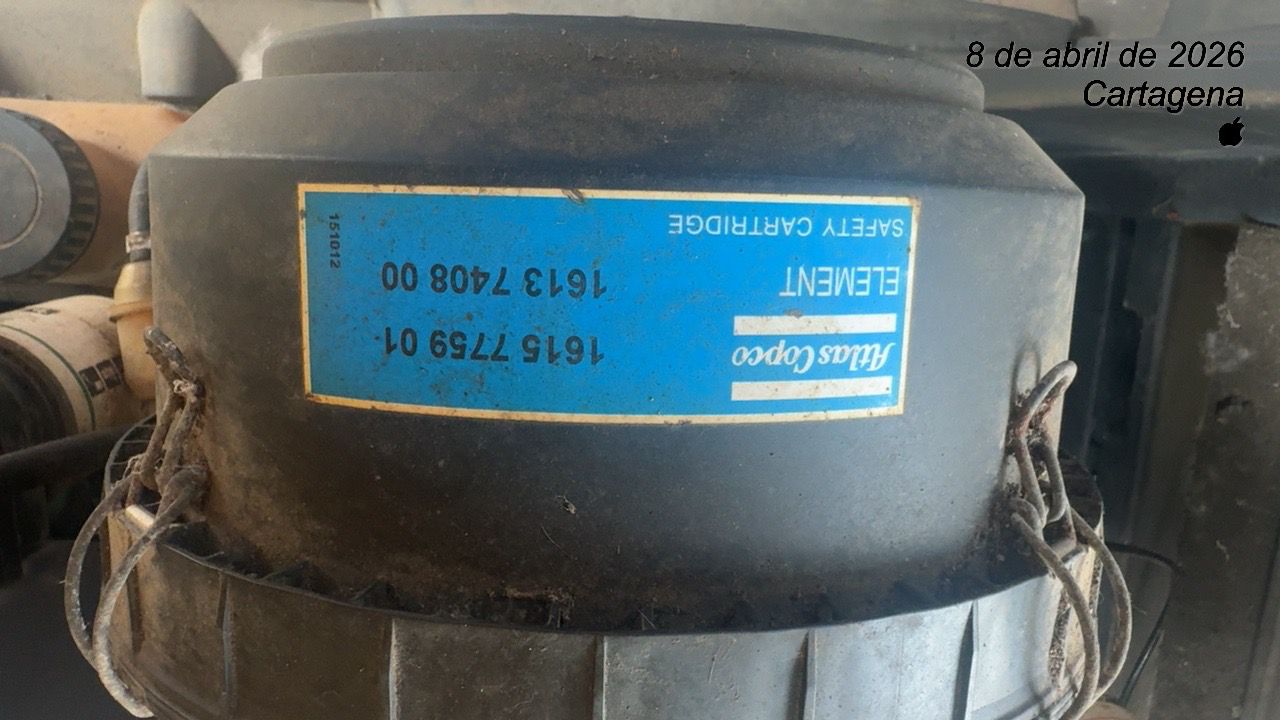 8 de abril de 2026
Cartagena
Atlas Copco
1615 7759 01
ELEMENT
1613 7408 00
SAFETY CARTRIDGE
151012